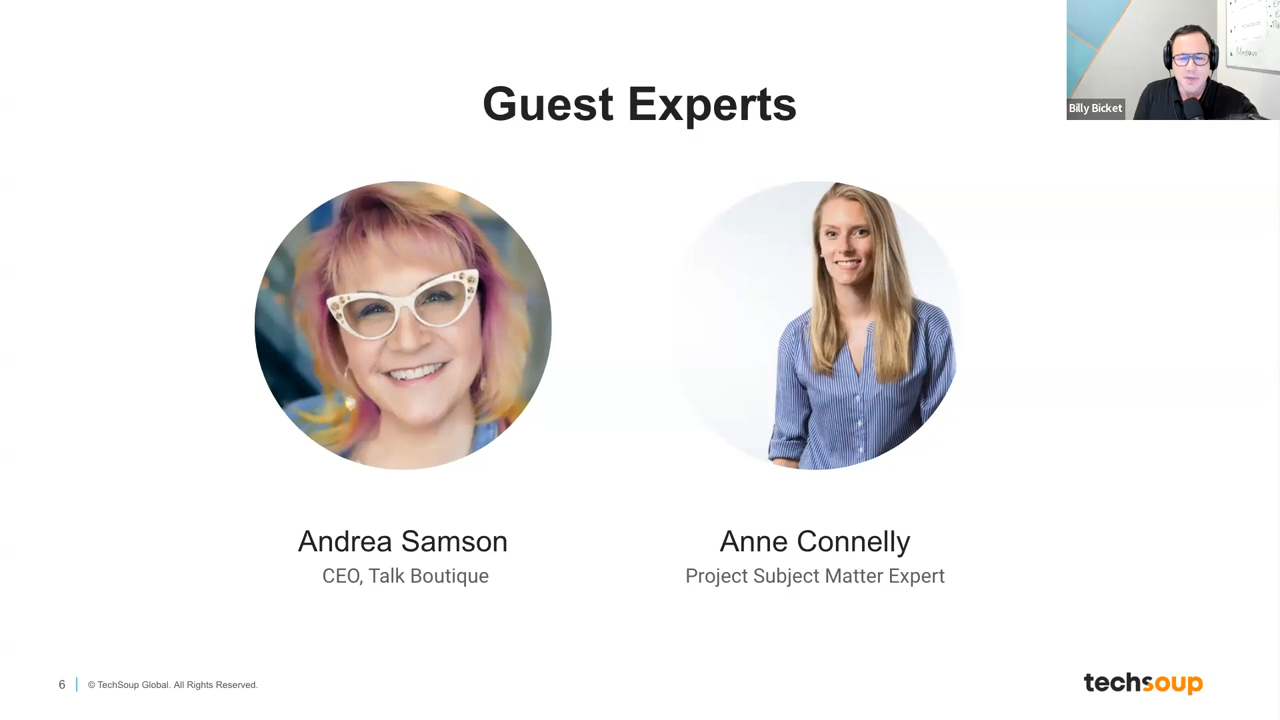 Guest Experts
Billy Bicket
Andrea Samson
CEO, Talk Boutique
Anne Connelly
Project Subject Matter Expert
6
© TechSoup Global. All Rights Reserved.
techsoup